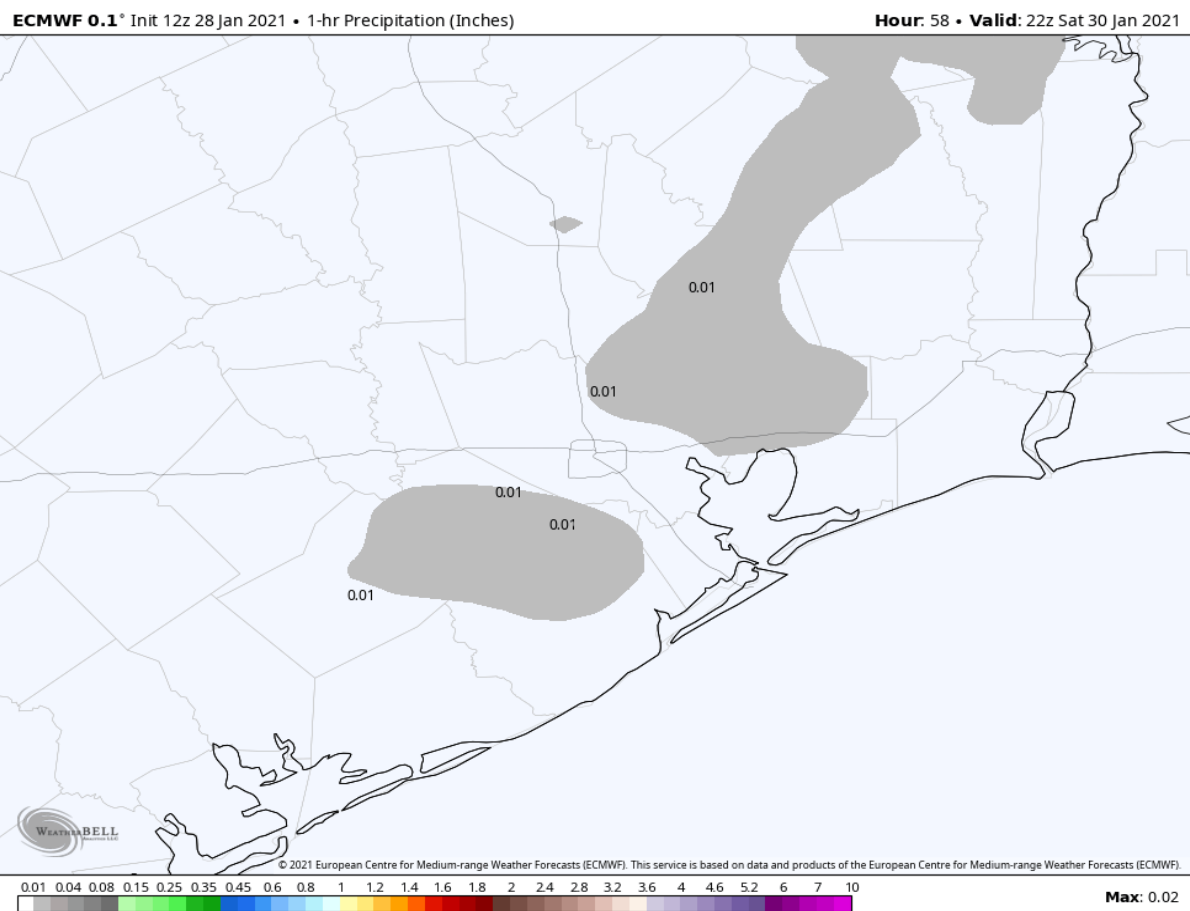 ECMWF 0.1° Init 12z 28 Jan 2021 • 1-hr Precipitation (Inches)
Hour: 58 • Valid: 22z Sat 30 Jan 2021
0.01
0.01
0.01
0.01
0.01
WEATHERBELL
© 2021 European Centre for Medium-range Weather Forecasts (ECMWF). This service is based on data and products of the European Centre for Medium-range Weather Forecasts (ECMWF).
0.01 0.04 0.08 0.15 0.25 0.35 0.45 0.6 0.8 1 1.2 1.4 1.6 1.8 2 2.4 2.8 3.2 3.6 4 4.6 5.2 6 7 10
Max: 0.02